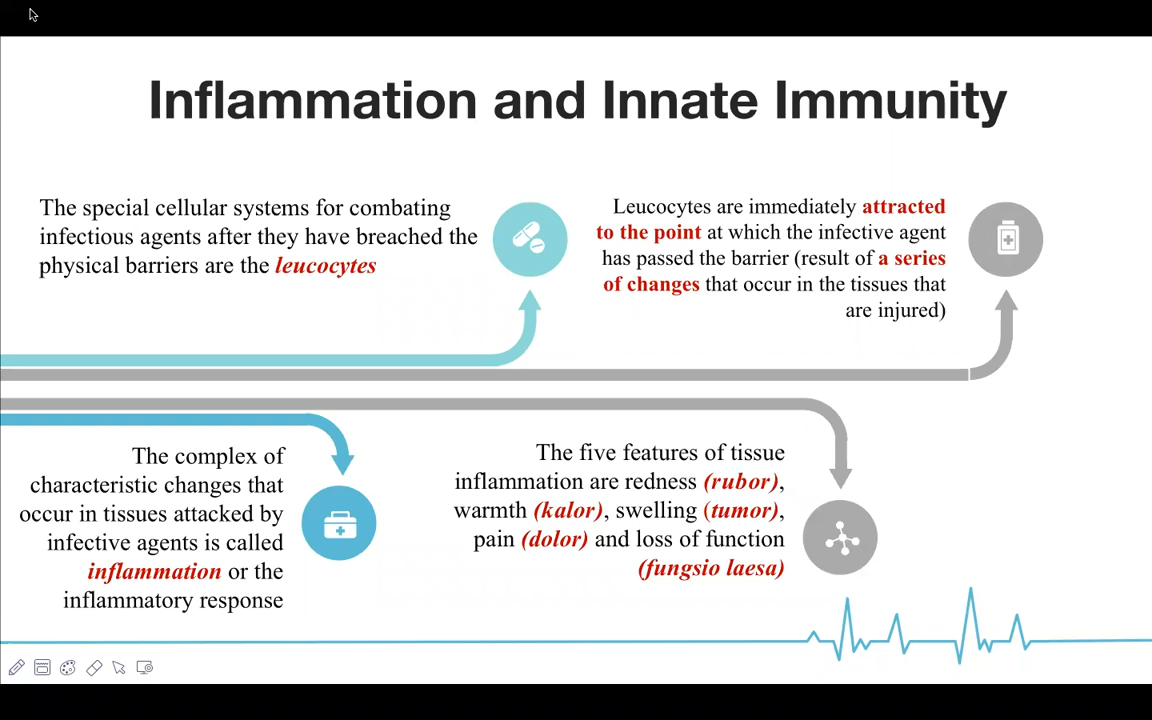 Inflammation and Innate Immunity
The special cellular systems for combating
infectious agents after they have breached the
physical barriers are the leucocytes
Leucocytes are immediately attracted
to the point at which the infective agent
has passed the barrier (result of a series
of changes that occur in the tissues that
are injured)
The complex of
characteristic changes that
occur in tissues attacked by
infective agents is called
inflammation or the
inflammatory response
The five features of tissue
inflammation are redness (rubor),
warmth (kalor), swelling (tumor),
pain (dolor) and loss of function
(fungsio laesa)